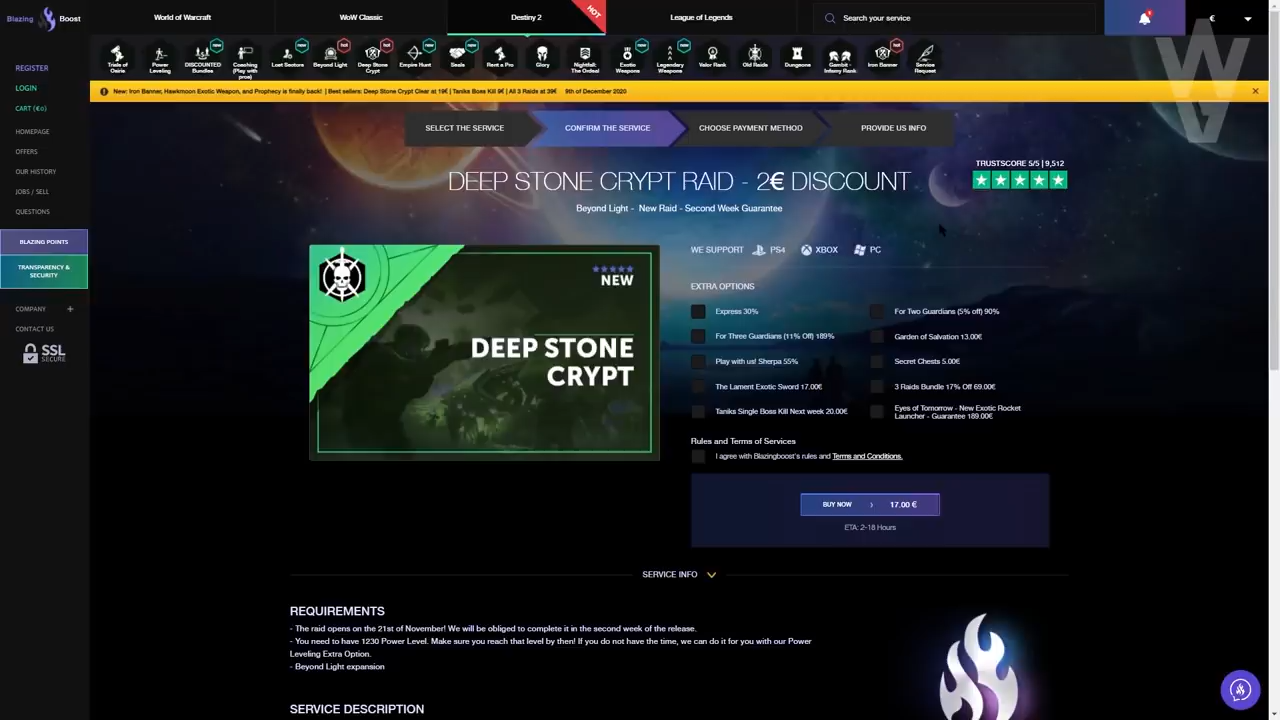 Blazing Boost
World of Warcraft
WoW Classic
Destiny 2
HOT
League of Legends
Search your service
€
Trials of Osiris
Power Leveling
DISCOUNTED Bundles
new
Coaching (Play with pros)
Lost Sectors
new
Beyond Light
hot
Deep Stone Crypt
hot
Empire Hunt
new
Seals
new
Rent a Pro
Glory
Nightfall: The Ordeal
Exotic Weapons
new
Legendary Weapons
new
Valor Rank
Old Raids
Dungeons
Gambit - Infamy Rank
Iron Banner
hot
Service Request
REGISTER
LOGIN
CART (€0)
HOMEPAGE
OFFERS
OUR HISTORY
JOBS / SELL
QUESTIONS
BLAZING POINTS
TRANSPARENCY &
SECURITY
COMPANY +
CONTACT US
SSL
SECURE
New: Iron Banner, Hawkmoon Exotic Weapon, and Prophecy is finally back! | Best sellers: Deep Stone Crypt Clear at 19€ | Taniks Boss Kill 9€ | All 3 Raids at 39€ 9th of December 2020
SELECT THE SERVICE
CONFIRM THE SERVICE
CHOOSE PAYMENT METHOD
PROVIDE US INFO
TRUSTSCORE 5/5 | 9,512
DEEP STONE CRYPT RAID - 2€ DISCOUNT
Beyond Light - New Raid - Second Week Guarantee
NEW
DEEP STONE
CRYPT
WE SUPPORT PS4 XBOX PC
EXTRA OPTIONS
Express 30%
For Two Guardians (5% off) 90%
For Three Guardians (11% Off) 189%
Garden of Salvation 13.00€
Play with us! Sherpa 55%
Secret Chests 5.00€
The Lament Exotic Sword 17.00€
3 Raids Bundle 17% Off 69.00€
Taniks Single Boss Kill Next week 20.00€
Eyes of Tomorrow - New Exotic Rocket
Launcher - Guarantee 189.00€
Rules and Terms of Services
I agree with Blazingboost's rules and Terms and Conditions.
BUY NOW 17.00 €
ETA: 2-18 Hours
SERVICE INFO
REQUIREMENTS
- The raid opens on the 21st of November! We will be obliged to complete it in the second week of the release.
- You need to have 1230 Power Level. Make sure you reach that level by then! If you do not have the time, we can do it for you with our Power
Leveling Extra Option.
- Beyond Light expansion
SERVICE DESCRIPTION